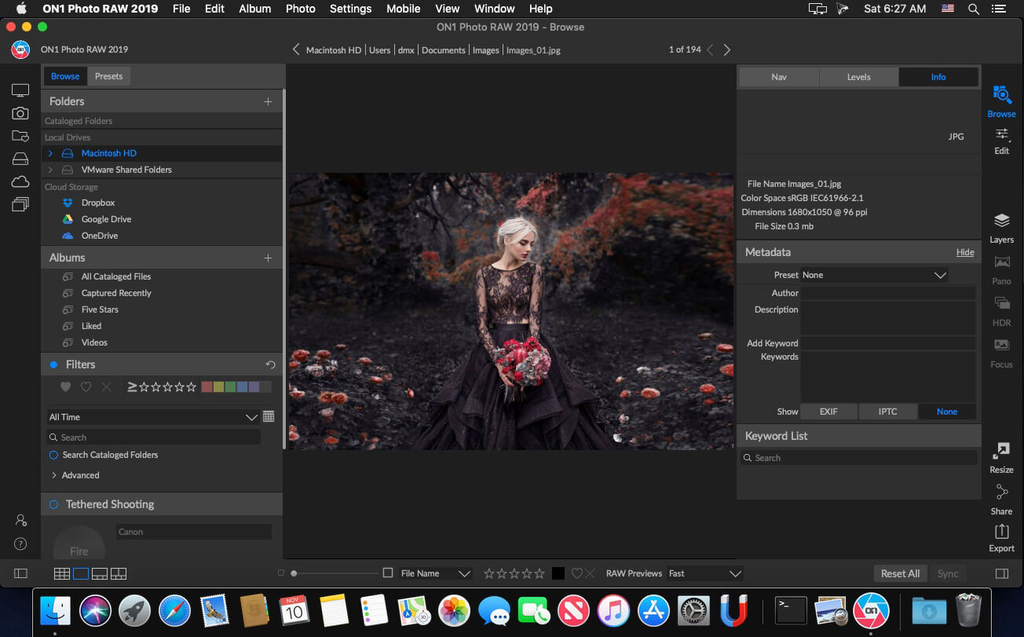 ON1 Photo RAW 2019 File Edit Album Photo Settings Mobile View Window Help Sat 6:27 AM
ON1 Photo RAW 2019 - Browse
ON1 Photo RAW 2019
Macintosh HD | Users | dmx | Documents | Images | Images_01.jpg
1 of 194
Browse Presets
Folders
Cataloged Folders
Local Drives
Macintosh HD
VMware Shared Folders
Cloud Storage
Dropbox
Google Drive
OneDrive
Albums
All Cataloged Files
Captured Recently
Five Stars
Liked
Videos
Filters
All Time
Search
Search Cataloged Folders
Advanced
Tethered Shooting
Canon
Fire
File Name
RAW Previews Fast
Reset All Sync
Nav Levels Info
JPG
File Name Images_01.jpg
Color Space sRGB IEC61966-2.1
Dimensions 1680x1050 @ 96 ppi
File Size 0.3 mb
Metadata Hide
Preset None
Author
Description
Add Keyword
Keywords
Show EXIF IPTC None
Keyword List
Search
Browse
Edit
Layers
Pano
HDR
Focus
Resize
Share
Export
NOV
10